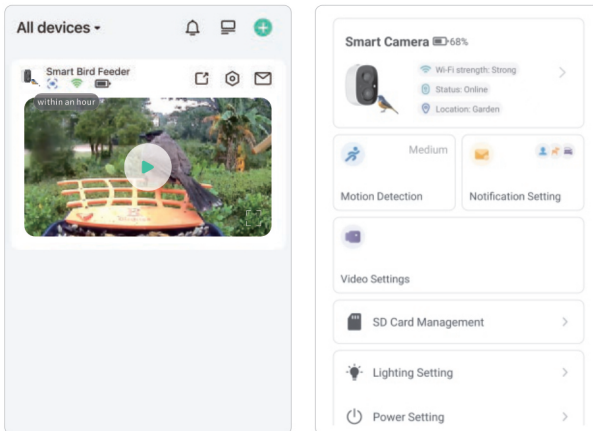 All devices
Smart Bird Feeder
within an hour
Smart Camera 68%
Wi-Fi strength: Strong
Status: Online
Location: Garden
Medium
Motion Detection
Notification Setting
Video Settings
SD Card Management
Lighting Setting
Power Setting